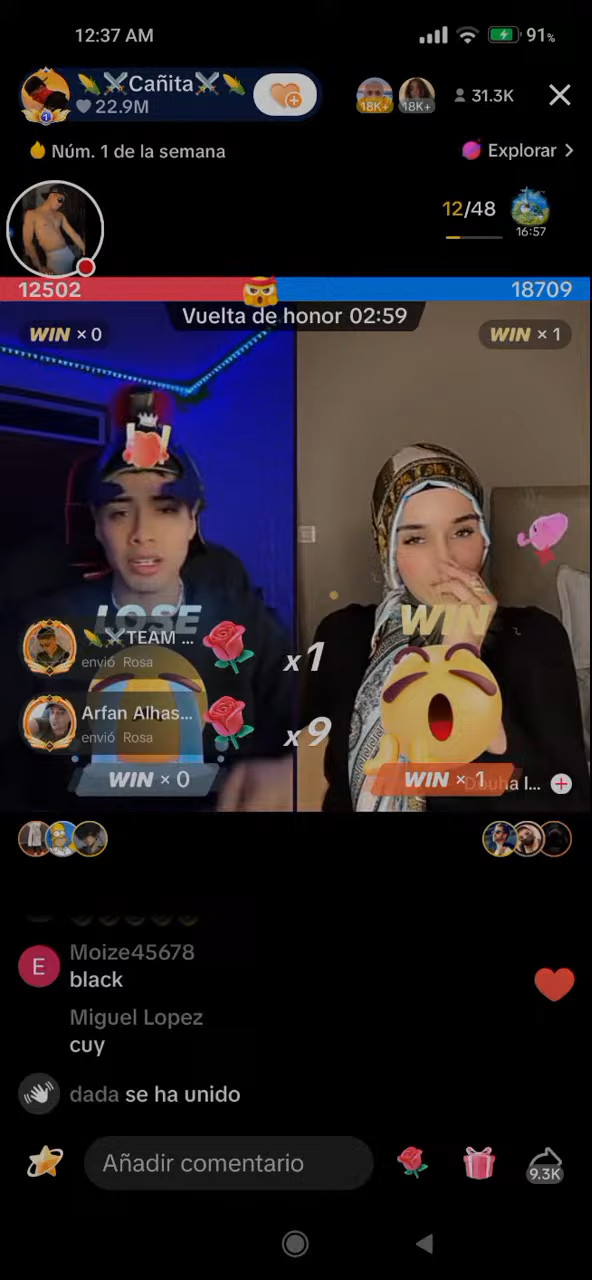 12:37 AM
91%
Cañita
22.9M
1
18K+
18K+
31.3K
Núm. 1 de la semana
Explorar
12/48
16:57
12502
18709
Vuelta de honor 02:59
WIN × 0
WIN × 1
LOSE
WIN
TEAM ...
envió Rosa
x1
Arfan Alhas...
envió Rosa
x9
WIN × 0
WIN × 1
Douha l...
E
Moize45678
black
Miguel Lopez
cuy
dada se ha unido
Añadir comentario
9.3K